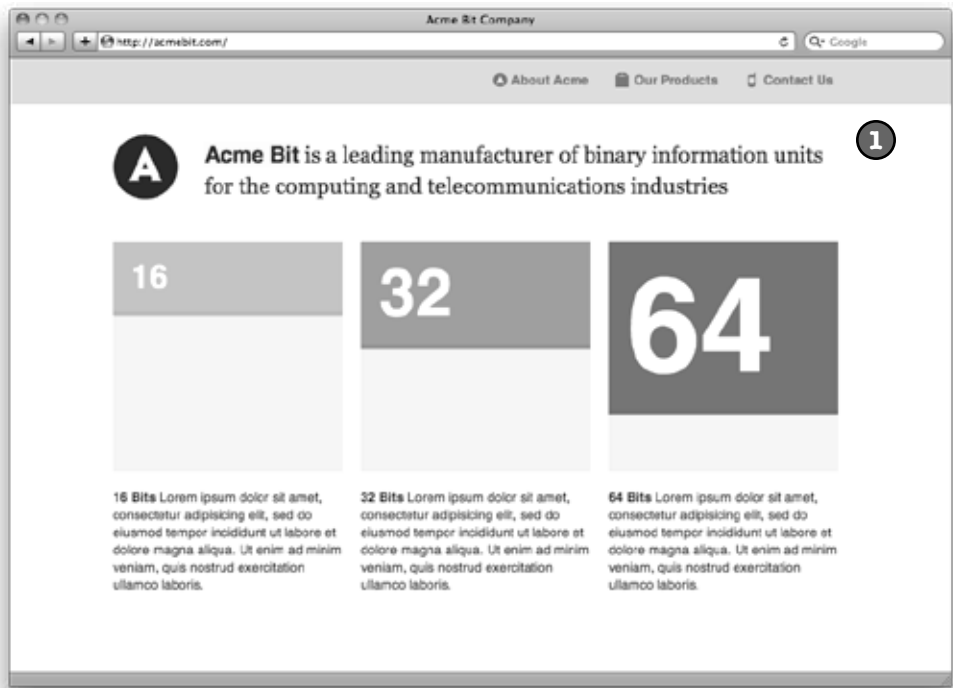 Acme Bit Company
http://acmebit.com/
Google
About Acme Our Products Contact Us
1
A
Acme Bit is a leading manufacturer of binary information units
for the computing and telecommunications industries
16
32
64
16 Bits Lorem ipsum dolor sit amet,
consectetur adipisicing elit, sed do
eiusmod tempor incididunt ut labore et
dolore magna aliqua. Ut enim ad minim
veniam, quis nostrud exercitation
ullamco laboris.
32 Bits Lorem ipsum dolor sit amet,
consectetur adipisicing elit, sed do
eiusmod tempor incididunt ut labore et
dolore magna aliqua. Ut enim ad minim
veniam, quis nostrud exercitation
ullamco laboris.
64 Bits Lorem ipsum dolor sit amet,
consectetur adipisicing elit, sed do
eiusmod tempor incididunt ut labore et
dolore magna aliqua. Ut enim ad minim
veniam, quis nostrud exercitation
ullamco laboris.